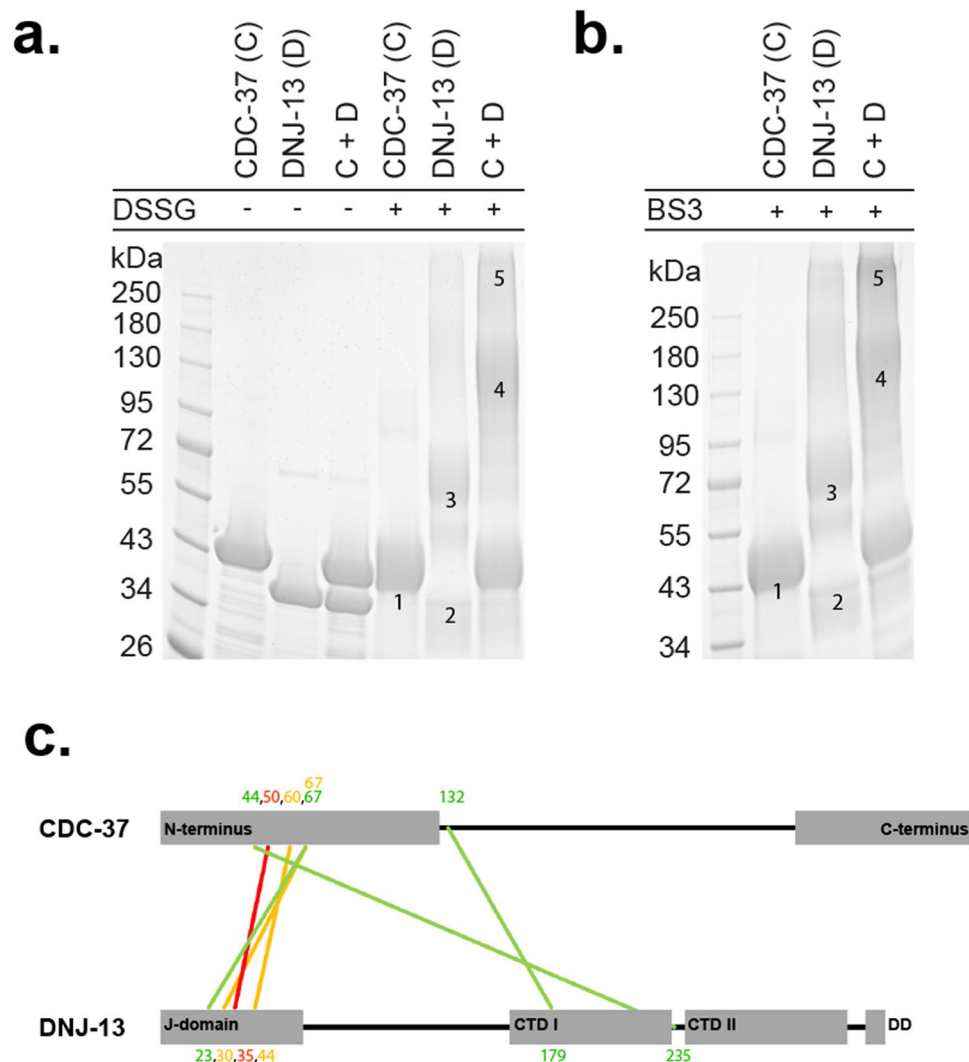 a.
CDC-37 (C) DNJ-13 (D) C + D CDC-37 (C) DNJ-13 (D) C + D
DSSG - - - + + +
kDa
250
180
130
95
72
55
43
34
26
1
2
3
4
5
b.
CDC-37 (C) DNJ-13 (D) C + D
BS3 + + +
kDa
250
180
130
95
72
55
43
34
1
2
3
4
5
c.
67
44,50,60,67 132
CDC-37 N-terminus C-terminus
DNJ-13 J-domain CTD I CTD II DD
23,30,35,44 179 235